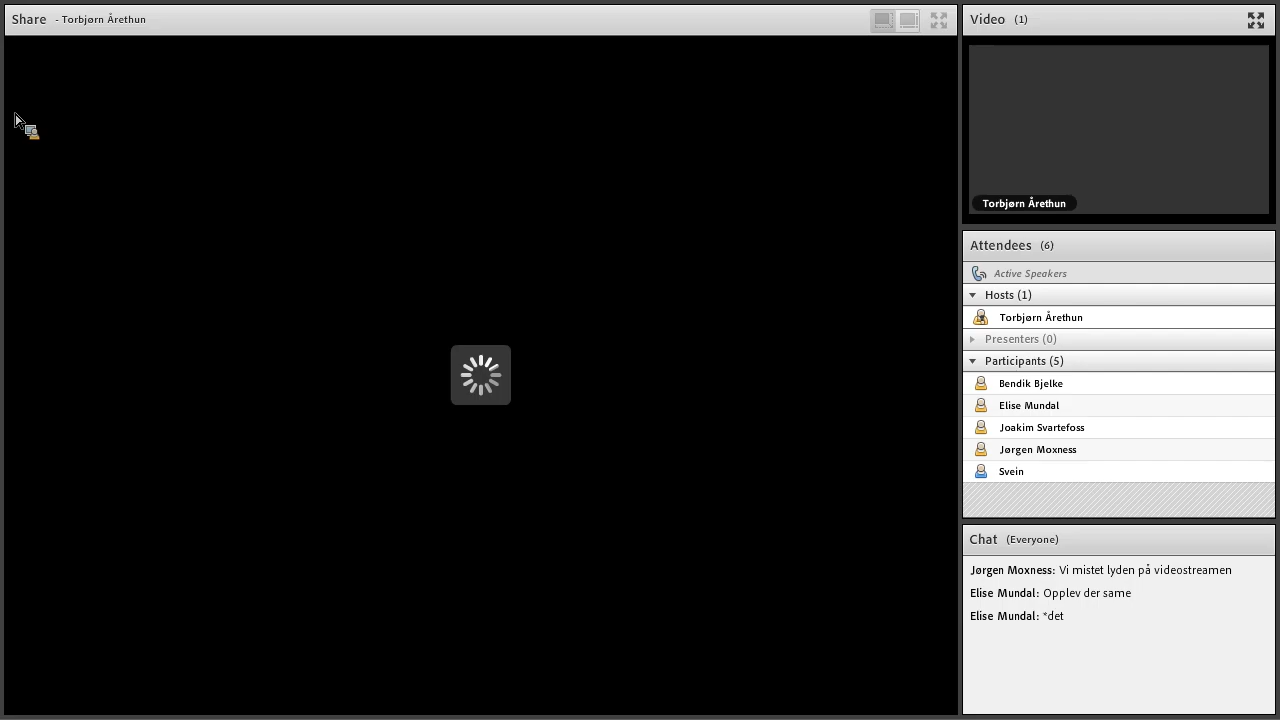 Share - Torbjørn Årethun
Video (1)
Torbjørn Årethun
Attendees (6)
Active Speakers
Hosts (1)
Torbjørn Årethun
Presenters (0)
Participants (5)
Bendik Bjelke
Elise Mundal
Joakim Svartefoss
Jørgen Moxness
Svein
Chat (Everyone)
Jørgen Moxness: Vi mistet lyden på videostreamen
Elise Mundal: Opplev der same
Elise Mundal: *det